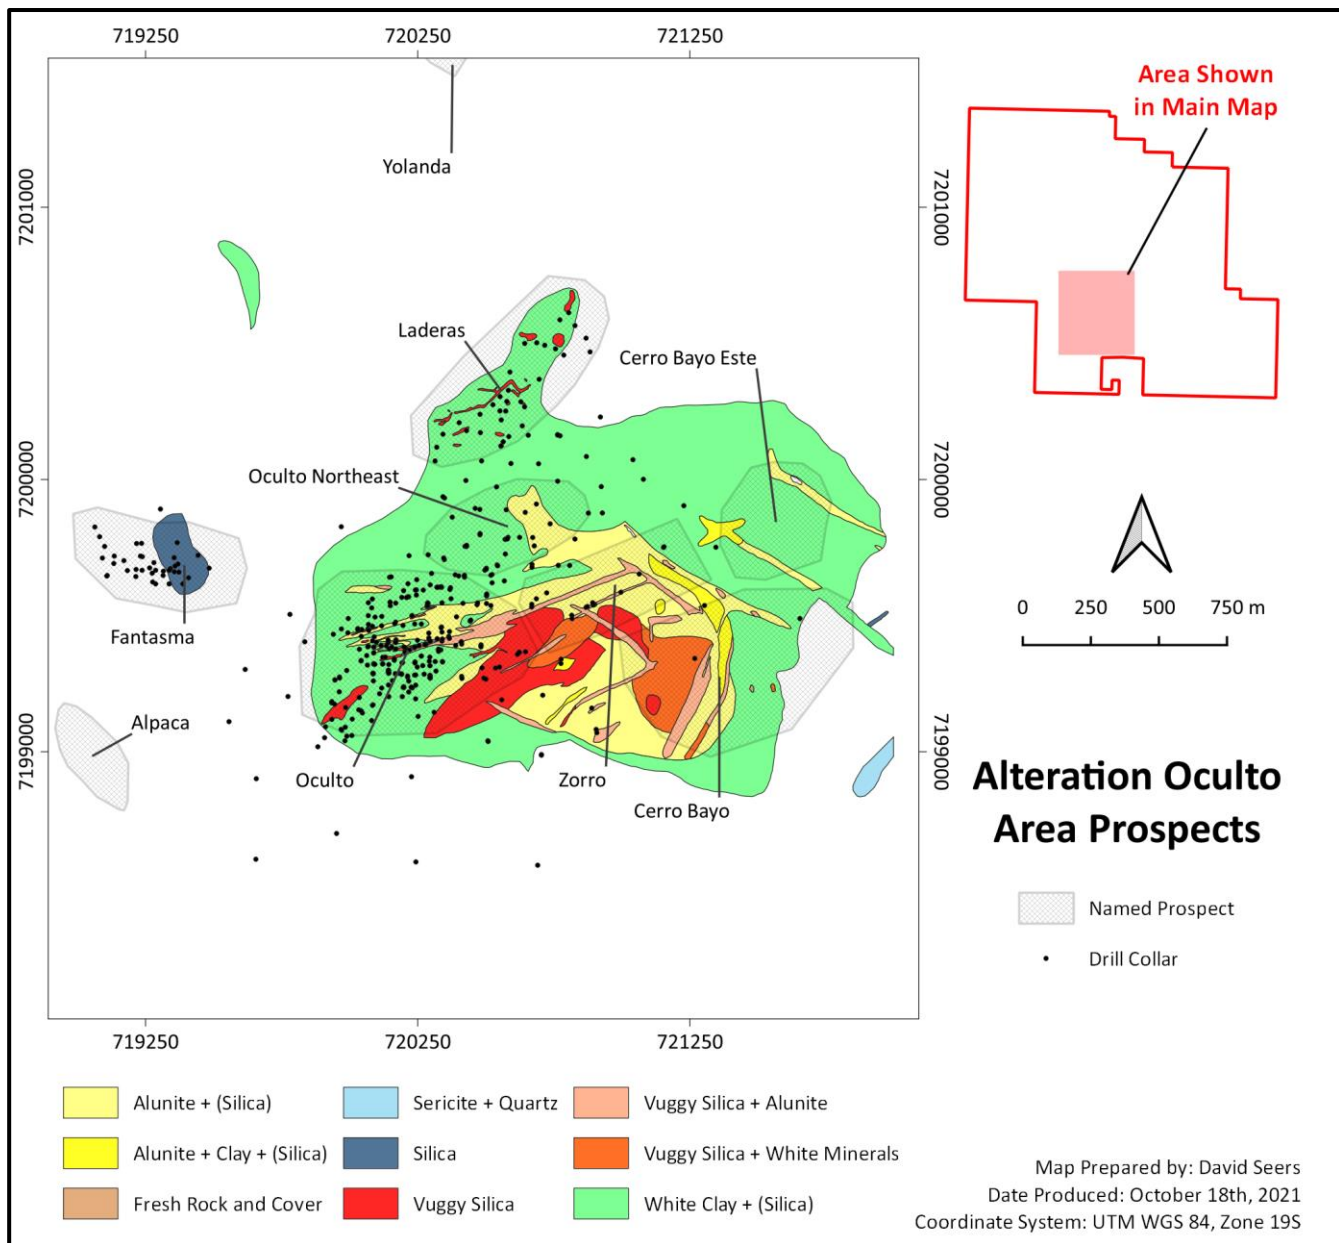 719250
720250
721250
Area Shown
in Main Map
Yolanda
7201000
7201000
Laderas
Cerro Bayo Este
Oculto Northeast
7200000
7200000
0 250 500 750 m
Fantasma
Alpaca
7199000
7199000
Oculto
Zorro
Cerro Bayo
Alteration Oculto
Area Prospects
Named Prospect
Drill Collar
719250
720250
721250
Alunite + (Silica)
Sericite + Quartz
Vuggy Silica + Alunite
Alunite + Clay + (Silica)
Silica
Vuggy Silica + White Minerals
Fresh Rock and Cover
Vuggy Silica
White Clay + (Silica)
Map Prepared by: David Seers
Date Produced: October 18th, 2021
Coordinate System: UTM WGS 84, Zone 19S